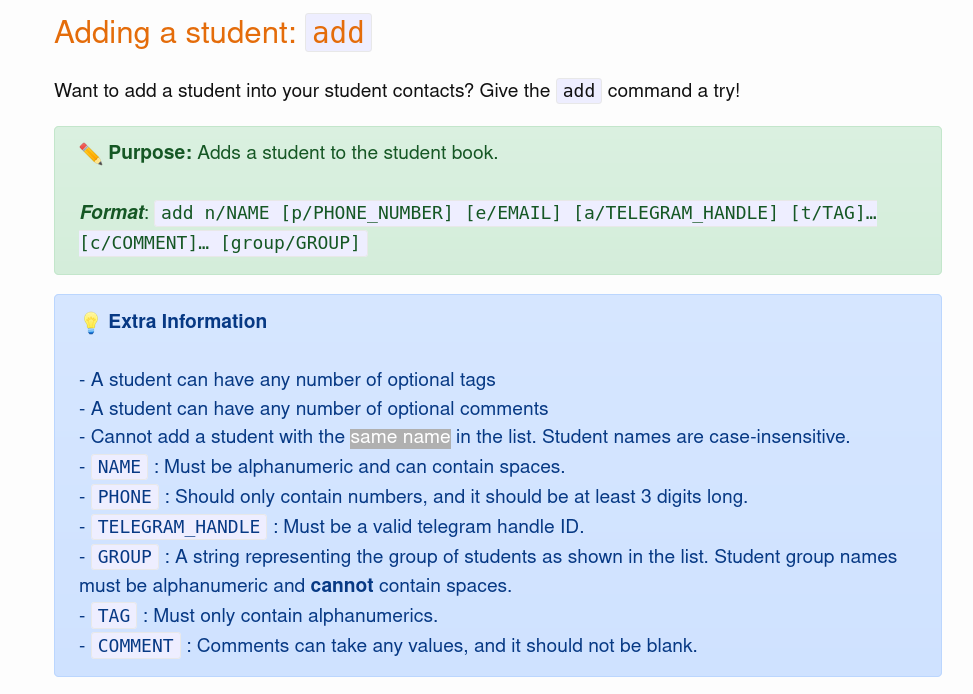 Adding a student: add
Want to add a student into your student contacts? Give the add command a try!
✏️ Purpose: Adds a student to the student book.
Format: add n/NAME [p/PHONE_NUMBER] [e/EMAIL] [a/TELEGRAM_HANDLE] [t/TAG]…
[c/COMMENT]… [group/GROUP]
💡 Extra Information
- A student can have any number of optional tags
- A student can have any number of optional comments
- Cannot add a student with the same name in the list. Student names are case-insensitive.
- NAME : Must be alphanumeric and can contain spaces.
- PHONE : Should only contain numbers, and it should be at least 3 digits long.
- TELEGRAM_HANDLE : Must be a valid telegram handle ID.
- GROUP : A string representing the group of students as shown in the list. Student group names
must be alphanumeric and cannot contain spaces.
- TAG : Must only contain alphanumerics.
- COMMENT : Comments can take any values, and it should not be blank.